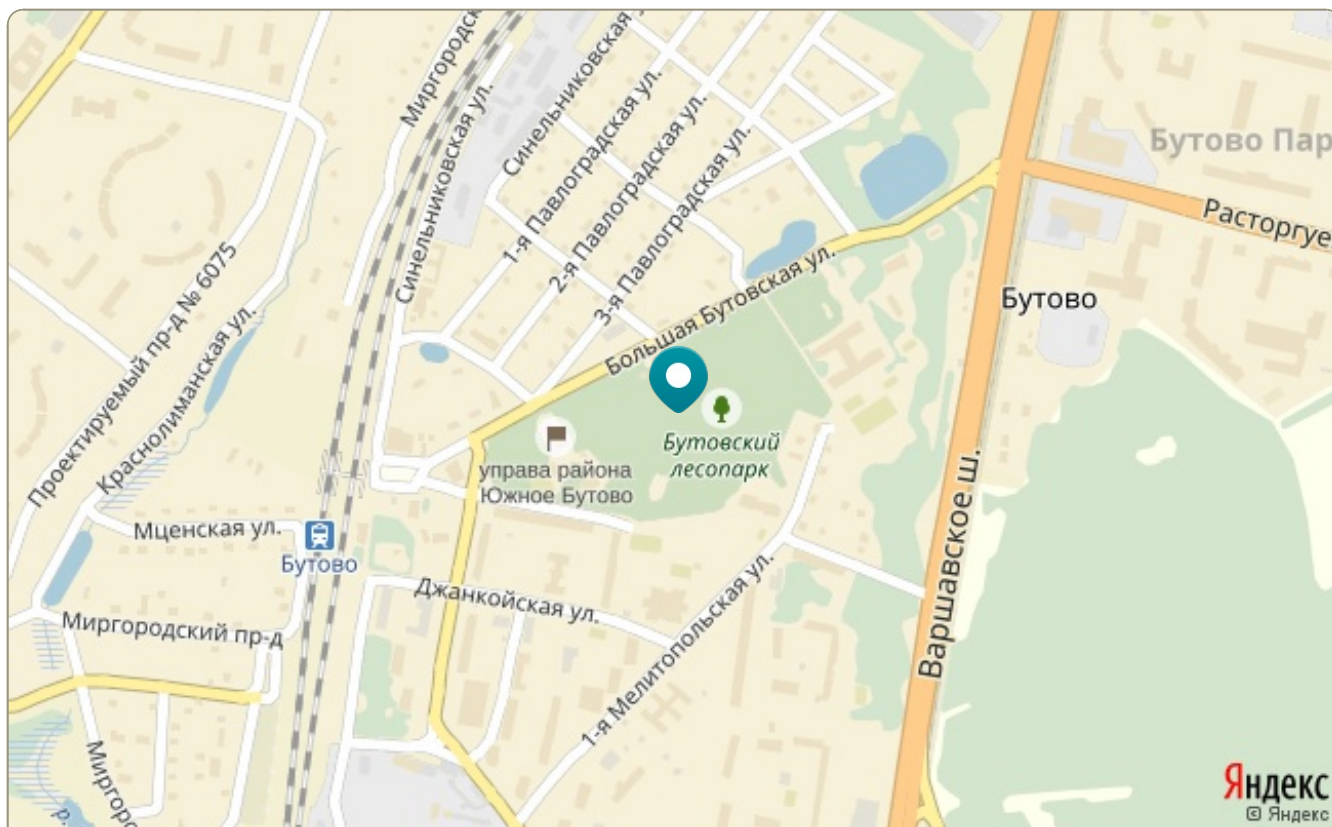 Миргородск
Синельниковская у
Синельниковская ул.
1-я Павлоградская ул.
2-я Павлоградская ул.
3-я Павлоградская ул.
Бутово Пар
Расторгуе
Проектируемый пр-д № 6075
Краснолиманская ул.
Большая Бутовская ул.
Бутово
управа района
Южное Бутово
Бутовский
лесопарк
Мценская ул.
Бутово
Джанкойская ул.
Миргородский пр-д
1-я Мелитопольская ул.
Варшавское ш.
Миргоро
р.
Яндекс
© Яндекс